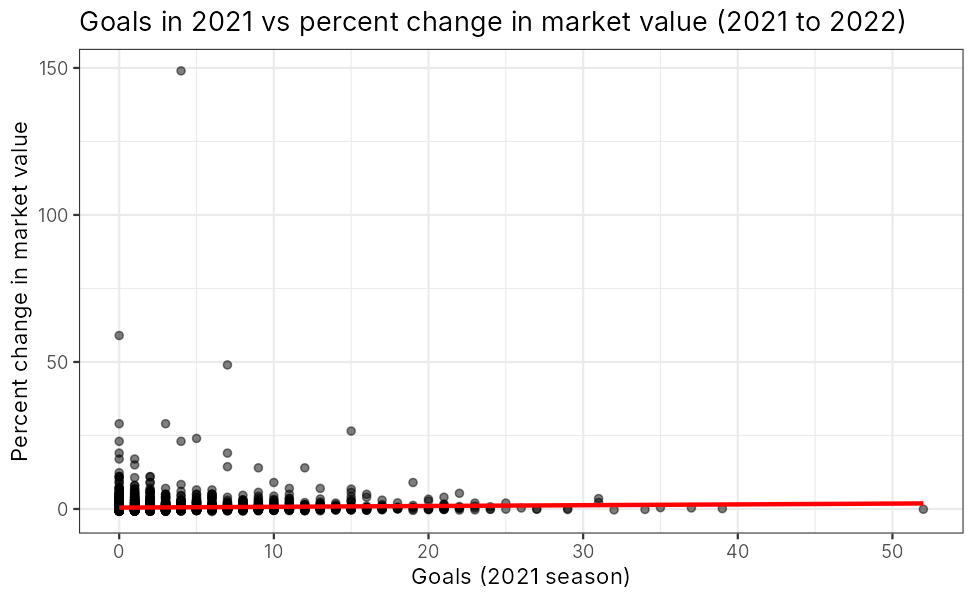 Goals in 2021 vs percent change in market value (2021 to 2022)
Percent change in market value
150
100
50
0
0 10 20 30 40 50
Goals (2021 season)